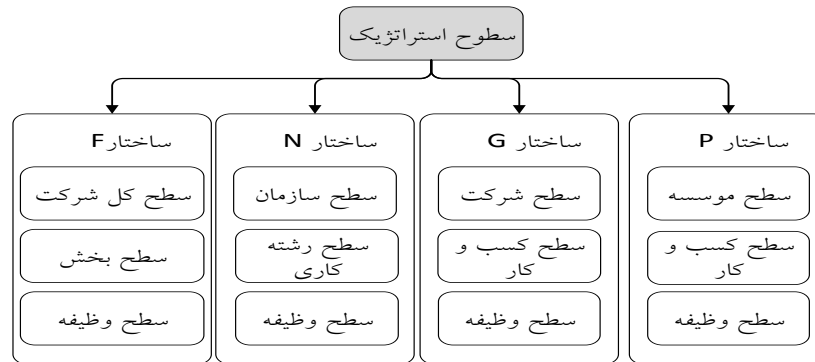 سطوح استراتژیک
ساختار P
سطح موسسه
سطح کسب و
کار
سطح وظیفه
ساختار G
سطح شرکت
سطح کسب و
کار
سطح وظیفه
ساختار N
سطح سازمان
سطح رشته
کاری
سطح وظیفه
ساختار F
سطح کل شرکت
سطح بخش
سطح وظیفه